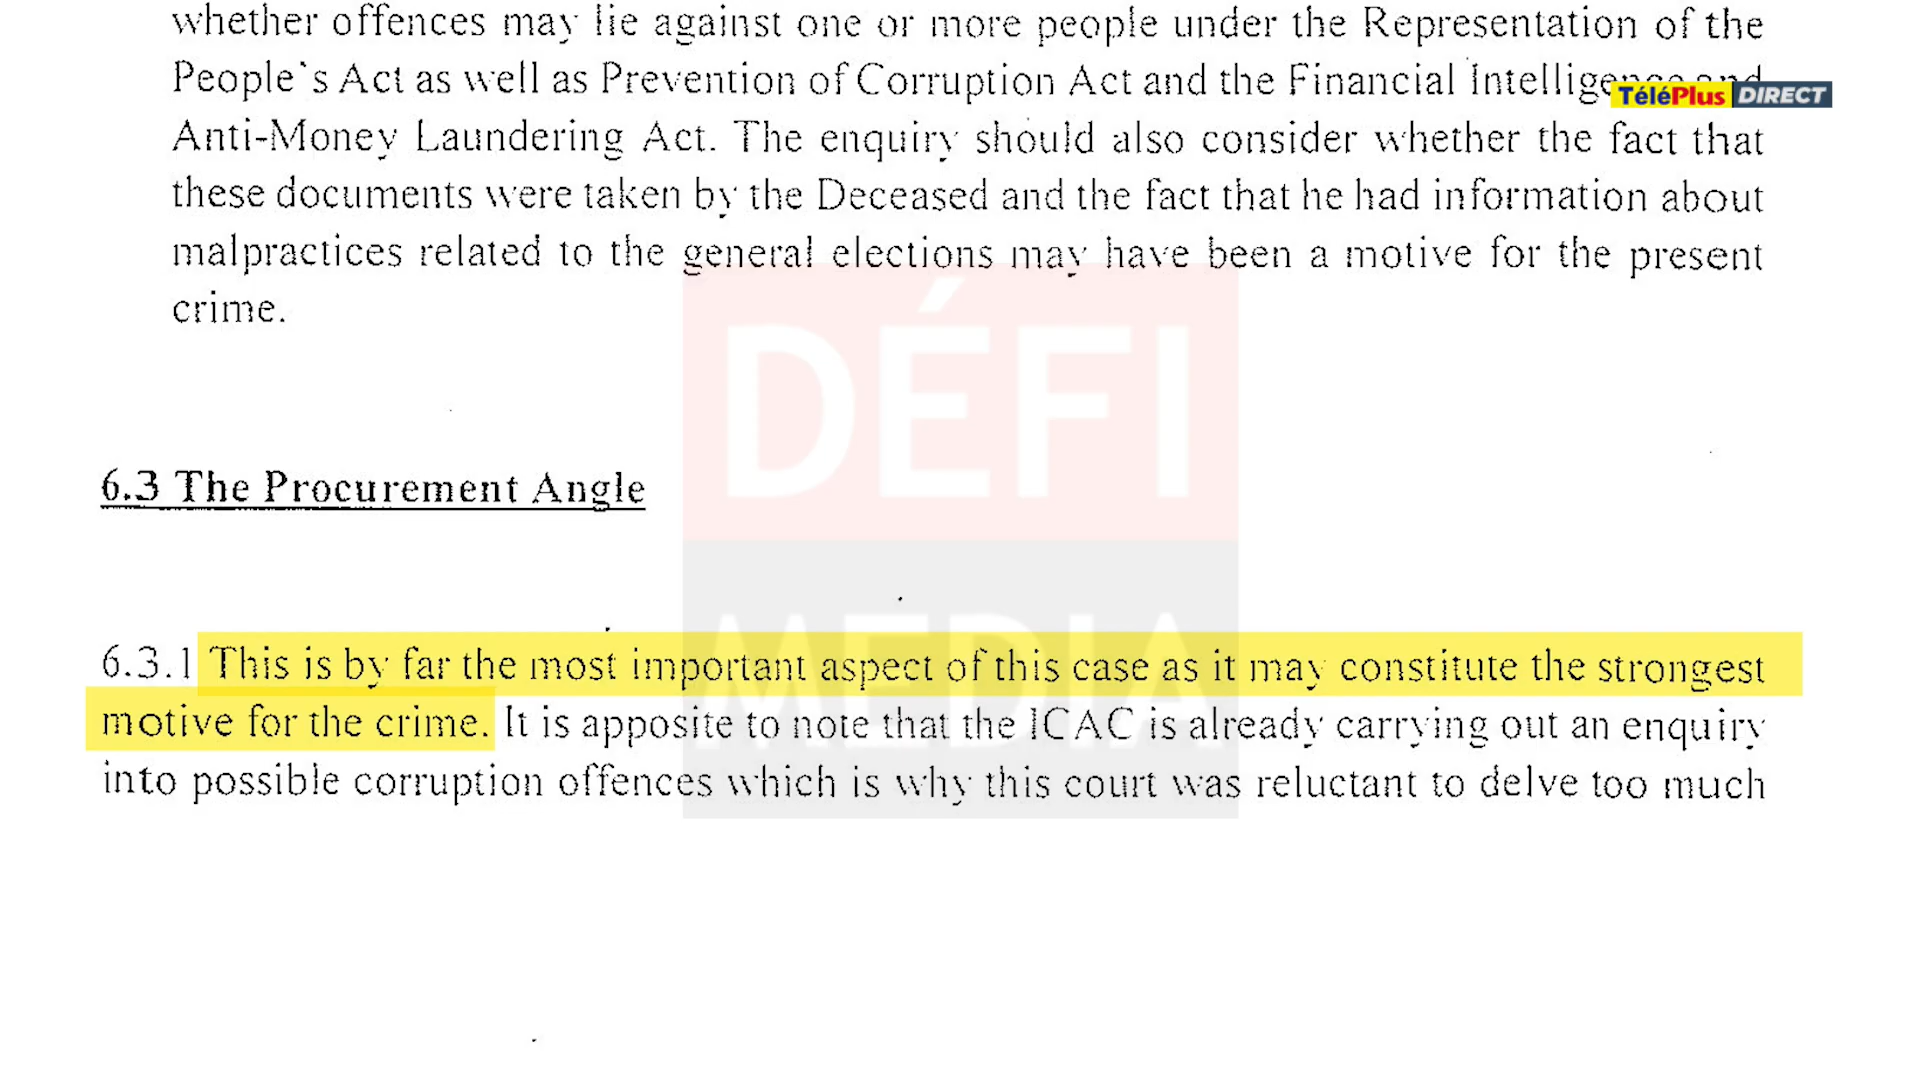 whether offences may lie against one or more people under the Representation of the
People's Act as well as Prevention of Corruption Act and the Financial Intelligence and
TéléPlus DIRECT
Anti-Money Laundering Act. The enquiry should also consider whether the fact that
these documents were taken by the Deceased and the fact that he had information about
malpractices related to the general elections may have been a motive for the present
crime.
DÉFI
MEDIA
6.3 The Procurement Angle
6.3.1 This is by far the most important aspect of this case as it may constitute the strongest
motive for the crime. It is apposite to note that the ICAC is already carrying out an enquiry
into possible corruption offences which is why this court was reluctant to delve too much